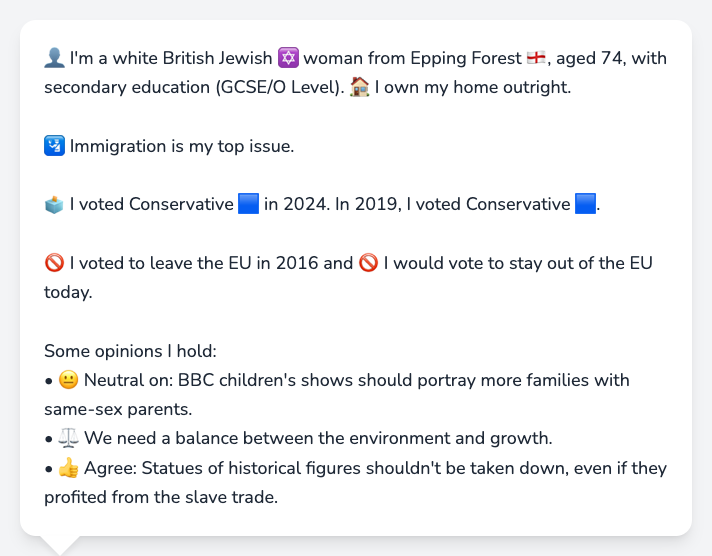 👤 I'm a white British Jewish ✡️ woman from Epping Forest 🏴󠁧󠁢󠁥󠁮󠁧󠁿, aged 74, with
secondary education (GCSE/O Level). 🏠 I own my home outright.
🛂 Immigration is my top issue.
🗳️ I voted Conservative 🟦 in 2024. In 2019, I voted Conservative 🟦.
🚫 I voted to leave the EU in 2016 and 🚫 I would vote to stay out of the EU
today.
Some opinions I hold:
• 😐 Neutral on: BBC children's shows should portray more families with
same-sex parents.
• ⚖️ We need a balance between the environment and growth.
• 👍 Agree: Statues of historical figures shouldn't be taken down, even if they
profited from the slave trade.